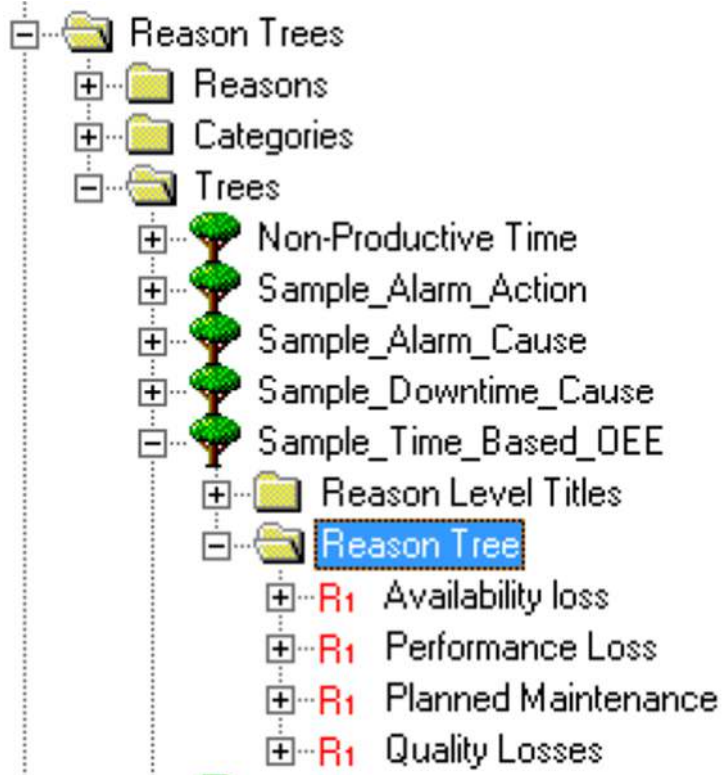 Reason Trees
Reasons
Categories
Trees
Non-Productive Time
Sample_Alarm_Action
Sample_Alarm_Cause
Sample_Downtime_Cause
Sample_Time_Based_OEE
Reason Level Titles
Reason Tree
R1 Availability loss
R1 Performance Loss
R1 Planned Maintenance
R1 Quality Losses